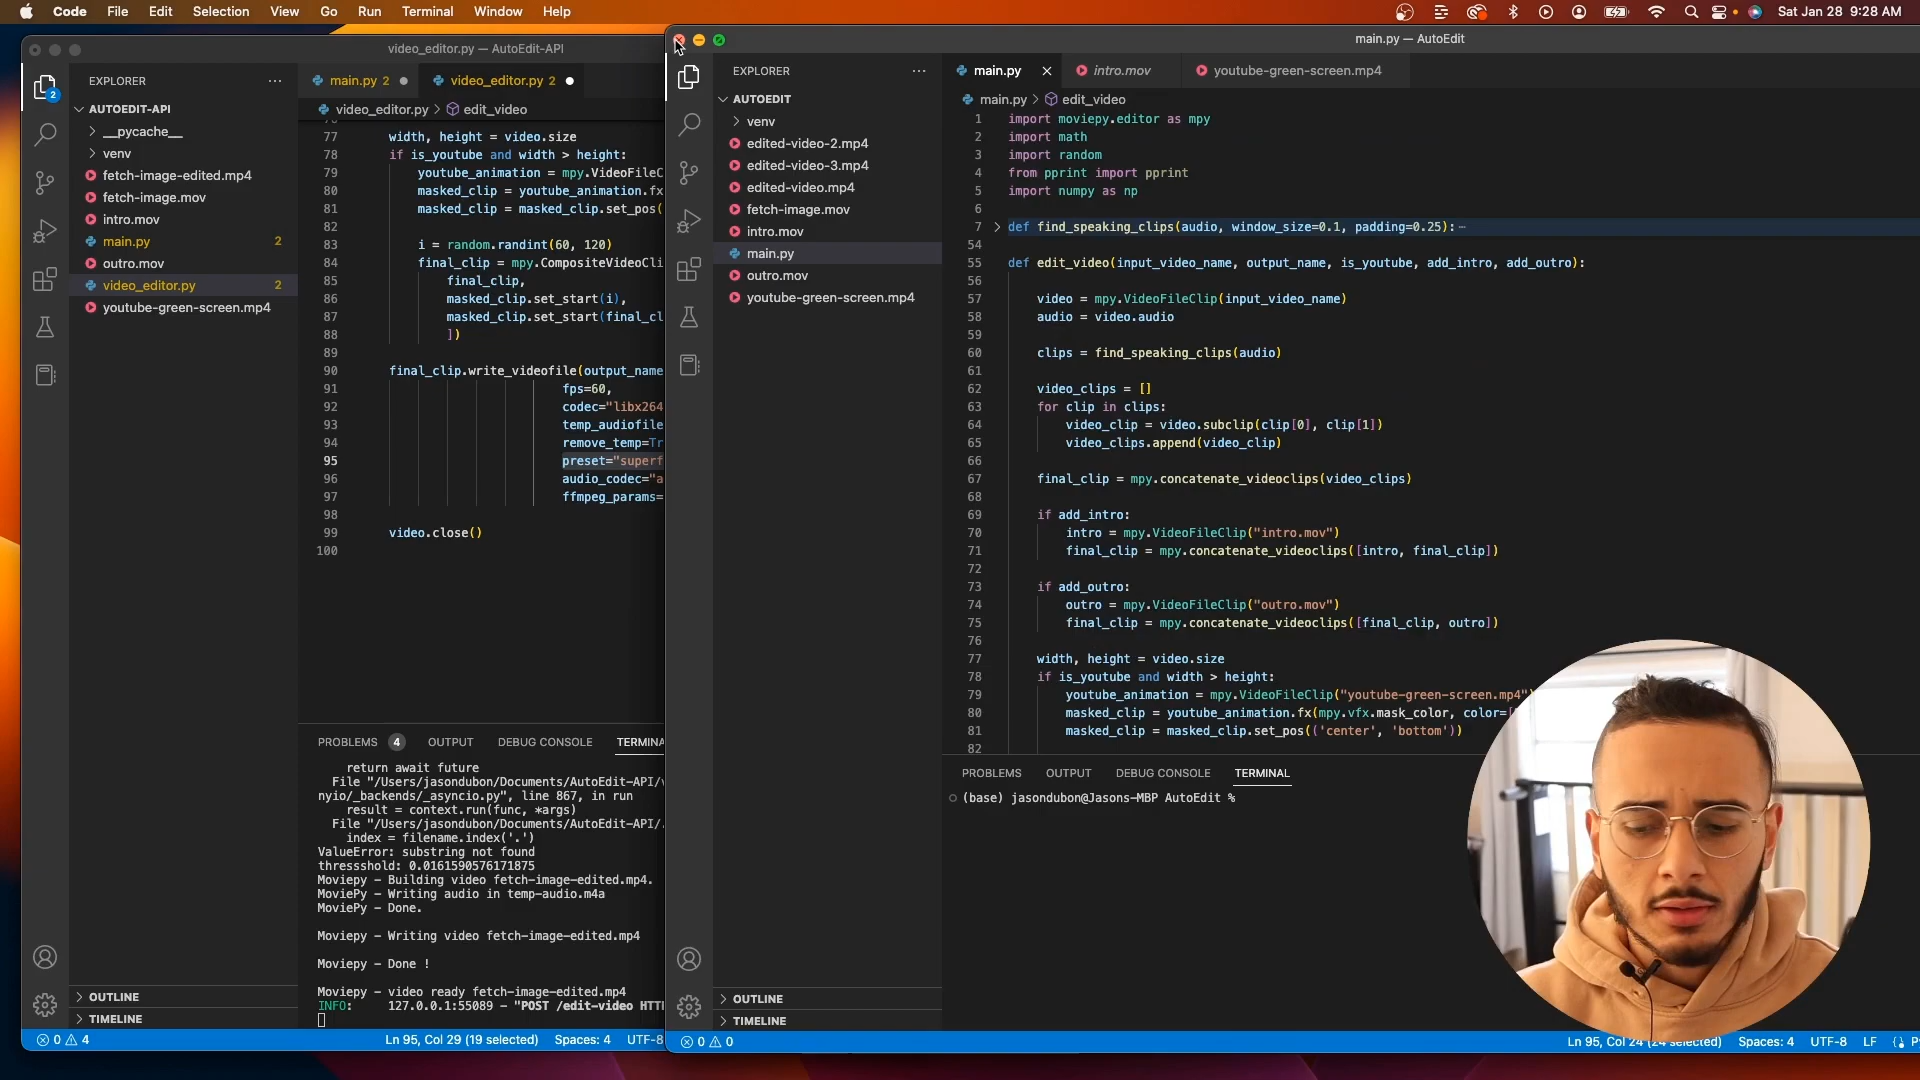 Code File Edit Selection View Go Run Terminal Window Help
Sat Jan 28 9:28 AM
video_editor.py — AutoEdit-API
EXPLORER
main.py 2
video_editor.py 2
video_editor.py > edit_video
2
AUTOEDIT-API
__pycache__
venv
fetch-image-edited.mp4
fetch-image.mov
intro.mov
main.py 2
outro.mov
video_editor.py 2
youtube-green-screen.mp4
77 width, height = video.size
78 if is_youtube and width > height:
79 youtube_animation = mpy.VideoFileC
80 masked_clip = youtube_animation.fx
81 masked_clip = masked_clip.set_pos(
82
83 i = random.randint(60, 120)
84 final_clip = mpy.CompositeVideoCli
85 final_clip,
86 masked_clip.set_start(i),
87 masked_clip.set_start(final_cl
88 ])
89
90 final_clip.write_videofile(output_name
91 fps=60,
92 codec="libx264
93 temp_audiofile
94 remove_temp=Tr
95 preset="superf
96 audio_codec="a
97 ffmpeg_params=
98
99 video.close()
100
PROBLEMS 4 OUTPUT DEBUG CONSOLE TERMINA
return await future
File "/Users/jasondubon/Documents/AutoEdit-API/v
nyio/_backends/_asyncio.py", line 867, in run
result = context.run(func, *args)
File "/Users/jasondubon/Documents/AutoEdit-API/.
index = filename.index('.')
ValueError: substring not found
thressshold: 0.0161590576171875
Moviepy - Building video fetch-image-edited.mp4.
MoviePy - Writing audio in temp-audio.m4a
MoviePy - Done.
Moviepy - Writing video fetch-image-edited.mp4
Moviepy - Done !
Moviepy - video ready fetch-image-edited.mp4
INFO: 127.0.0.1:55089 - "POST /edit-video HTT
OUTLINE
TIMELINE
0 4 Ln 95, Col 29 (19 selected) Spaces: 4 UTF-8
main.py — AutoEdit
EXPLORER
main.py
intro.mov
youtube-green-screen.mp4
main.py > edit_video
AUTOEDIT
venv
edited-video-2.mp4
edited-video-3.mp4
edited-video.mp4
fetch-image.mov
intro.mov
main.py
outro.mov
youtube-green-screen.mp4
1 import moviepy.editor as mpy
2 import math
3 import random
4 from pprint import pprint
5 import numpy as np
6
7 def find_speaking_clips(audio, window_size=0.1, padding=0.25):
54
55 def edit_video(input_video_name, output_name, is_youtube, add_intro, add_outro):
56
57 video = mpy.VideoFileClip(input_video_name)
58 audio = video.audio
59
60 clips = find_speaking_clips(audio)
61
62 video_clips = []
63 for clip in clips:
64 video_clip = video.subclip(clip[0], clip[1])
65 video_clips.append(video_clip)
66
67 final_clip = mpy.concatenate_videoclips(video_clips)
68
69 if add_intro:
70 intro = mpy.VideoFileClip("intro.mov")
71 final_clip = mpy.concatenate_videoclips([intro, final_clip])
72
73 if add_outro:
74 outro = mpy.VideoFileClip("outro.mov")
75 final_clip = mpy.concatenate_videoclips([final_clip, outro])
76
77 width, height = video.size
78 if is_youtube and width > height:
79 youtube_animation = mpy.VideoFileClip("youtube-green-screen.mp4")
80 masked_clip = youtube_animation.fx(mpy.vfx.mask_color, color=[
81 masked_clip = masked_clip.set_pos(('center', 'bottom'))
82
PROBLEMS OUTPUT DEBUG CONSOLE TERMINAL
(base) jasondubon@Jasons-MBP AutoEdit %
OUTLINE
TIMELINE
0 0 Ln 95, Col 24 (24 selected) Spaces: 4 UTF-8 LF